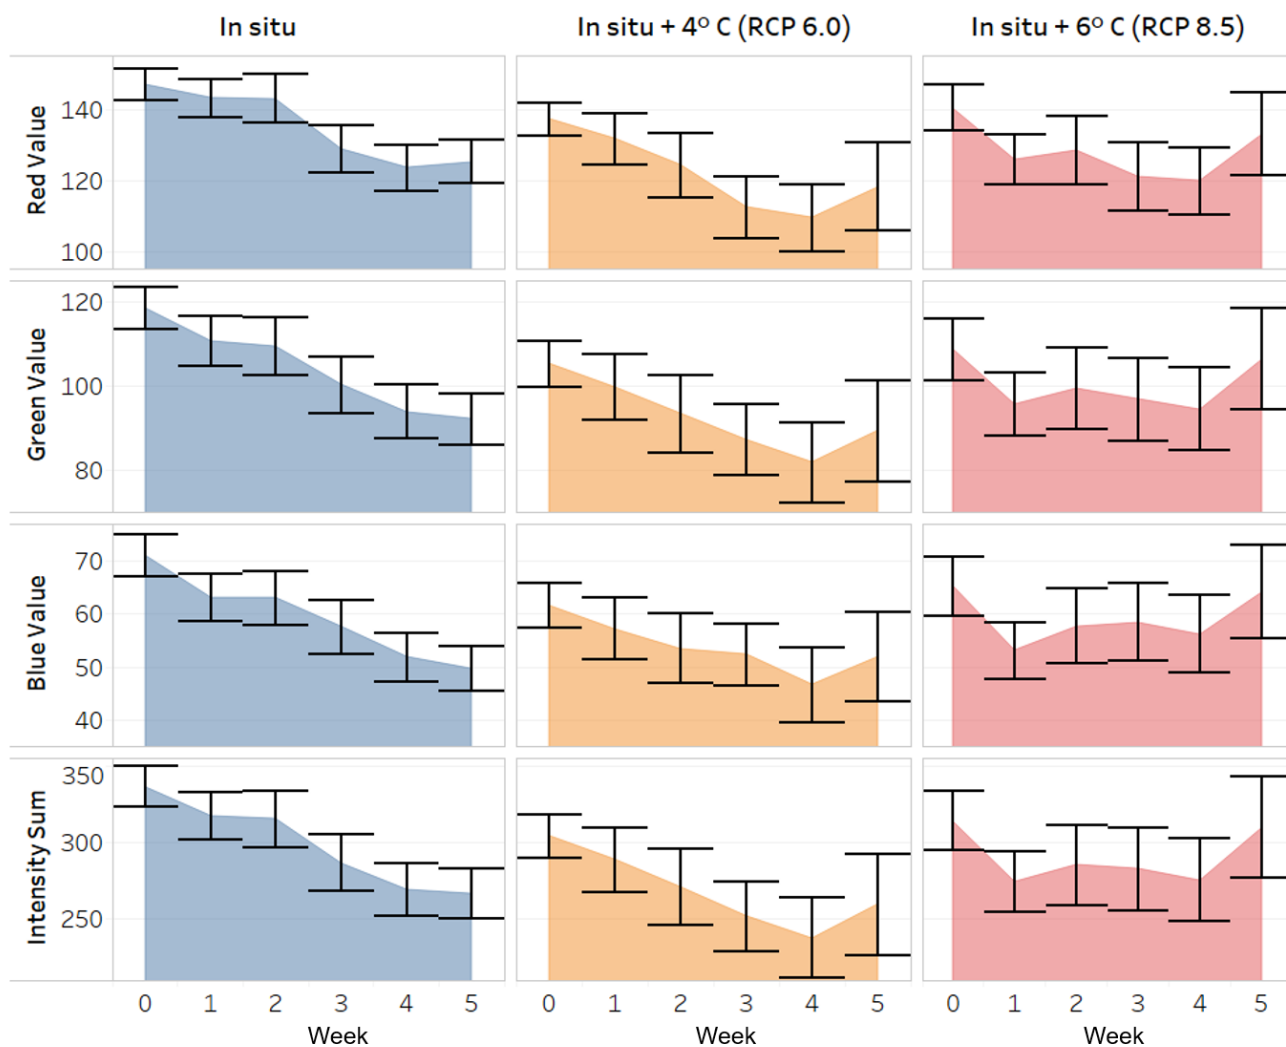 In situ
In situ + 4º C (RCP 6.0)
In situ + 6º C (RCP 8.5)
Red Value
140
120
100
Green Value
120
100
80
Blue Value
70
60
50
40
Intensity Sum
350
300
250
0 1 2 3 4 5
0 1 2 3 4 5
0 1 2 3 4 5
Week
Week
Week